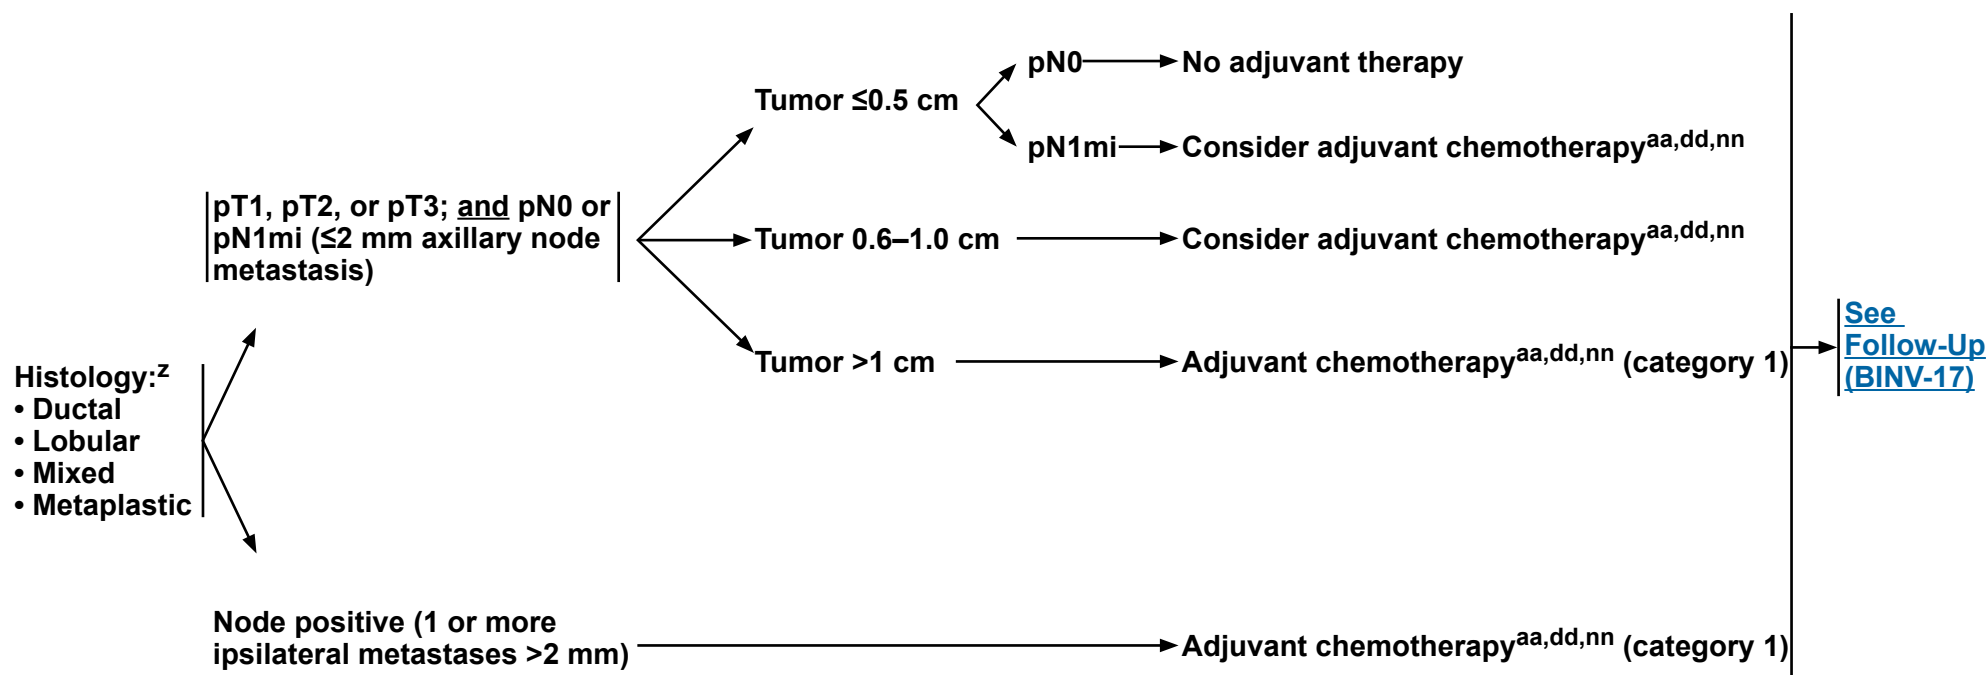 pN0
No adjuvant therapy
Tumor ≤0.5 cm
pN1mi
Consider adjuvant chemotherapyaa,dd,nn
pT1, pT2, or pT3; and pN0 or
pN1mi (≤2 mm axillary node
metastasis)
Tumor 0.6–1.0 cm
Consider adjuvant chemotherapyaa,dd,nn
Tumor >1 cm
Adjuvant chemotherapyaa,dd,nn (category 1)
See
Follow-Up
(BINV-17)
Histology:z
• Ductal
• Lobular
• Mixed
• Metaplastic
Node positive (1 or more
ipsilateral metastases >2 mm)
Adjuvant chemotherapyaa,dd,nn (category 1)